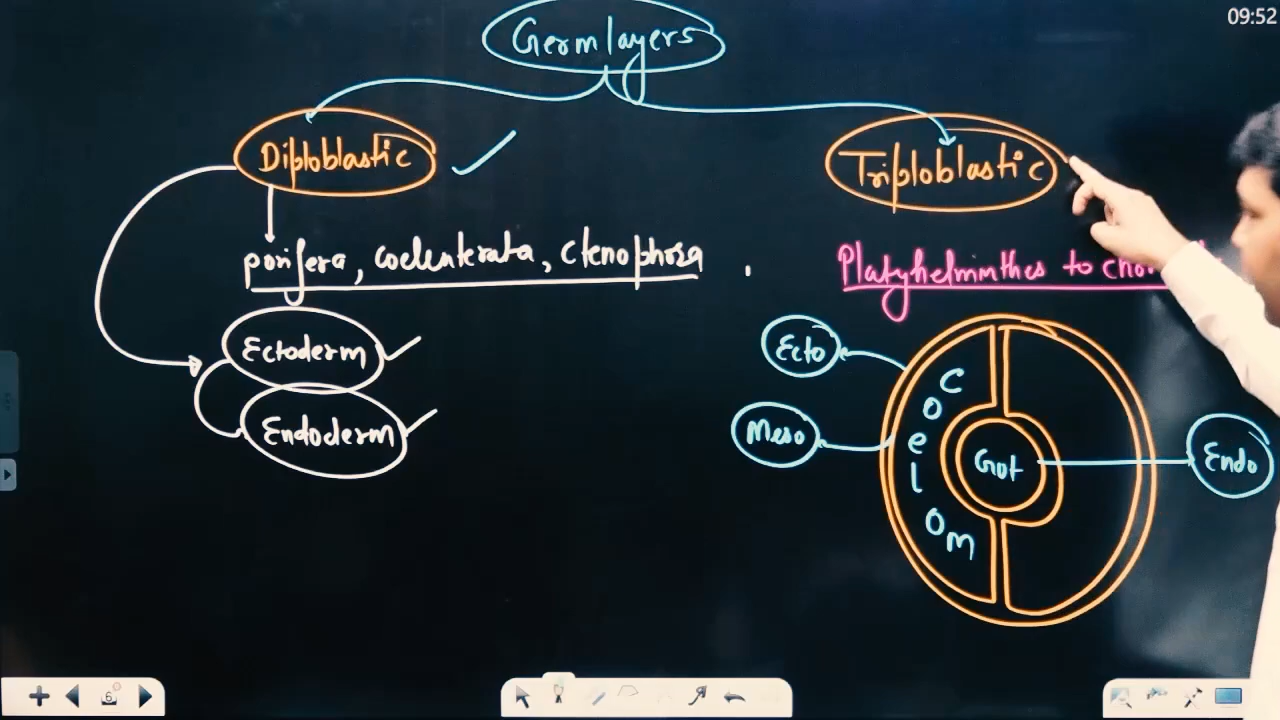 09:52
Germlayers
Diploblastic
Triploblastic
porifera, coelenterata, ctenophora .
Platyhelminthes to
Ectoderm
Endoderm
Ecto
Meso
Coelom
Gut
Endo
6